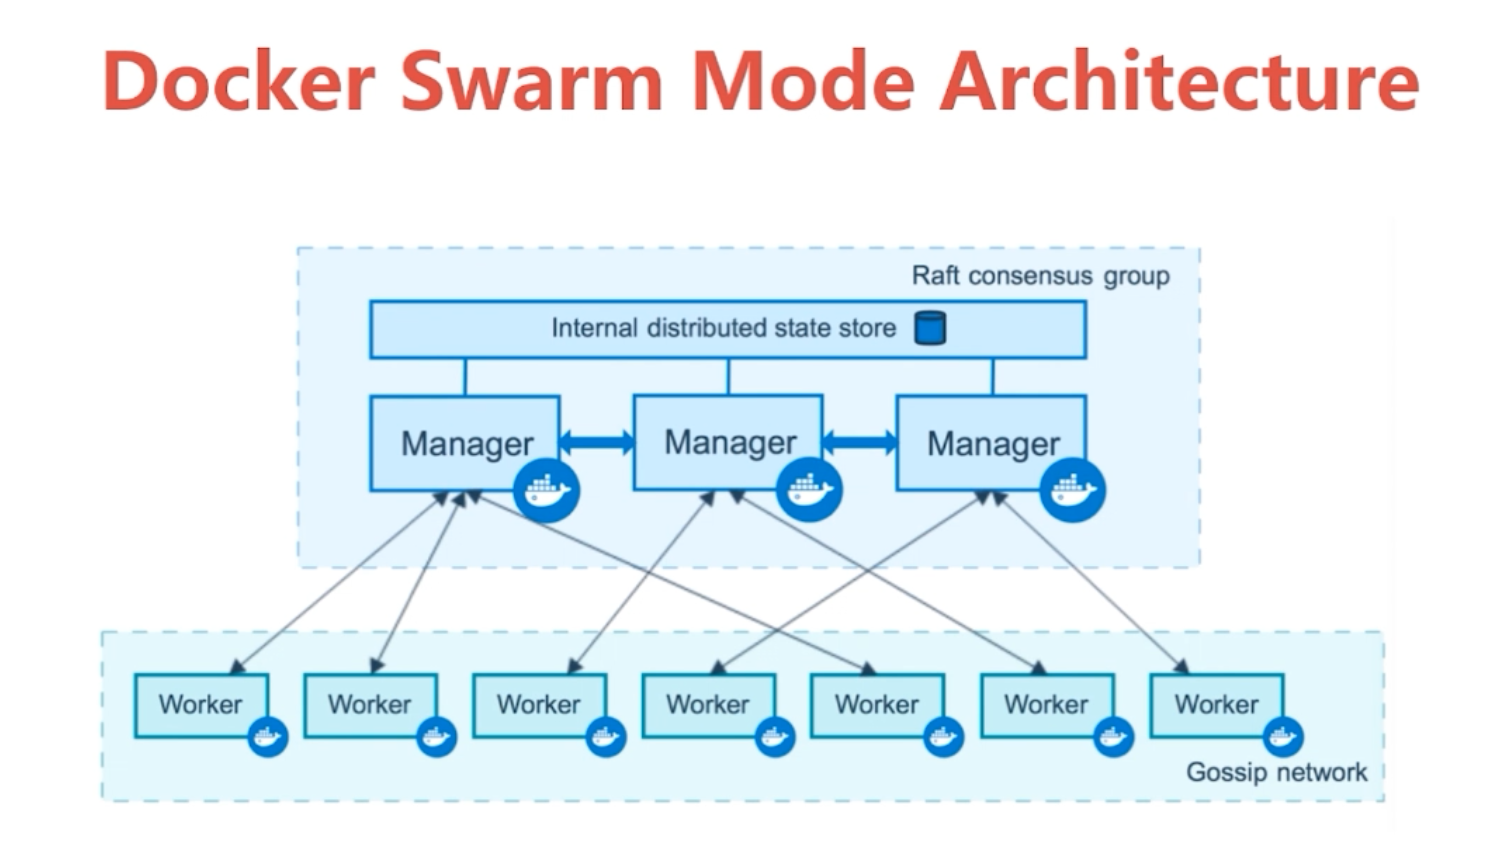 Docker Swarm Mode Architecture
Raft consensus group
Internal distributed state store
Manager
Manager
Manager
Worker
Worker
Worker
Worker
Worker
Worker
Worker
Gossip network